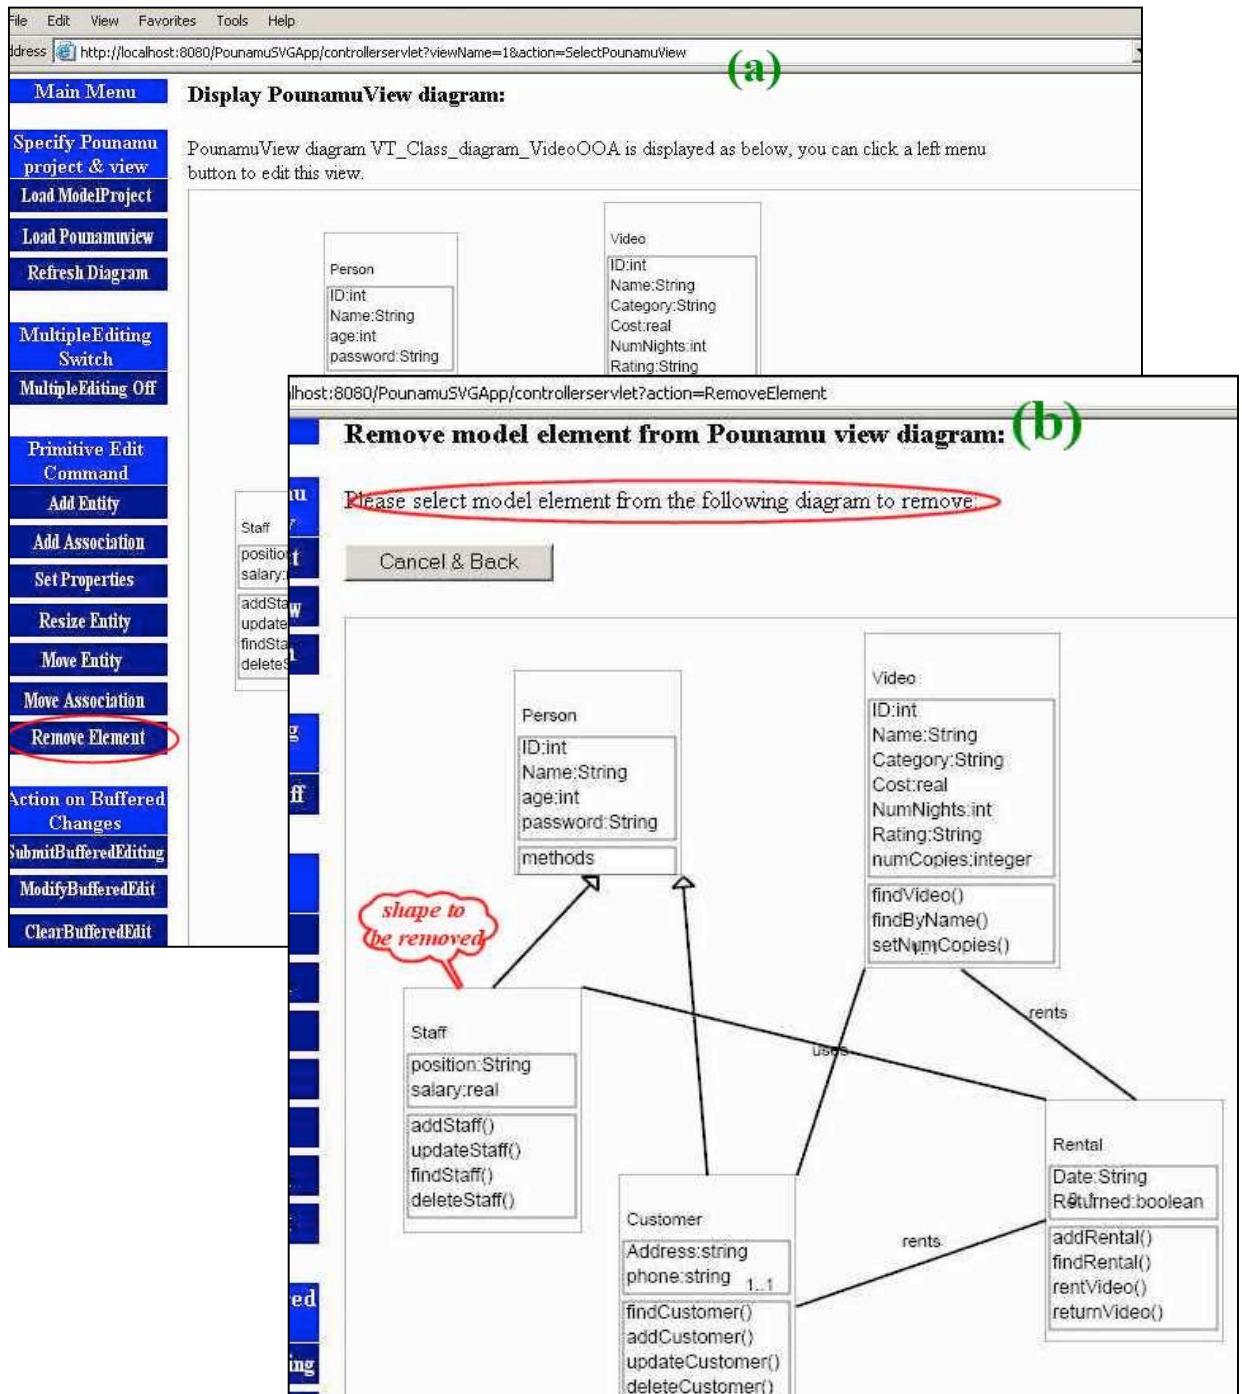 File Edit View Favorites Tools Help
http://localhost:8080/PounamuSVGApp/controllerservlet?viewName=1&action=SelectPounamuView
(a)
Main Menu
Specify Pounamu
project & view
Load ModelProject
Load Pounamuview
Refresh Diagram
MultipleEditing
Switch
MultipleEditing Off
Primitive Edit
Command
Add Entity
Add Association
Set Properties
Resize Entity
Move Entity
Move Association
Remove Element
Action on Buffered
Changes
SubmitBufferedEditing
ModifyBufferedEdit
ClearBufferedEdit
Display PounamuView diagram:
PounamuView diagram VT_Class_diagram_VideoOOA is displayed as below, you can click a left menu
button to edit this view.
Person
ID:int
Name:String
age:int
password:String
Video
ID:int
Name:String
Category:String
Cost:real
NumNights:int
Rating:String
Staff
position
salary:
addSta
update
findSta
deleteS
lhost:8080/PounamuSVGApp/controllerservlet?action=RemoveElement
(b)
Remove model element from Pounamu view diagram:
Please select model element from the following diagram to remove:
Cancel & Back
Person
ID:int
Name:String
age:int
password:String
methods
Video
ID:int
Name:String
Category:String
Cost:real
NumNights:int
Rating:String
numCopies:integer
findVideo()
findByName()
setNumCopies()
shape to
be removed
Staff
position:String
salary:real
addStaff()
updateStaff()
findStaff()
deleteStaff()
uses
rents
Rental
Date:String
Returned:boolean
addRental()
findRental()
rentVideo()
returnVideo()
rents
Customer
Address:string
phone:string
1..1
findCustomer()
addCustomer()
updateCustomer()
deleteCustomer()